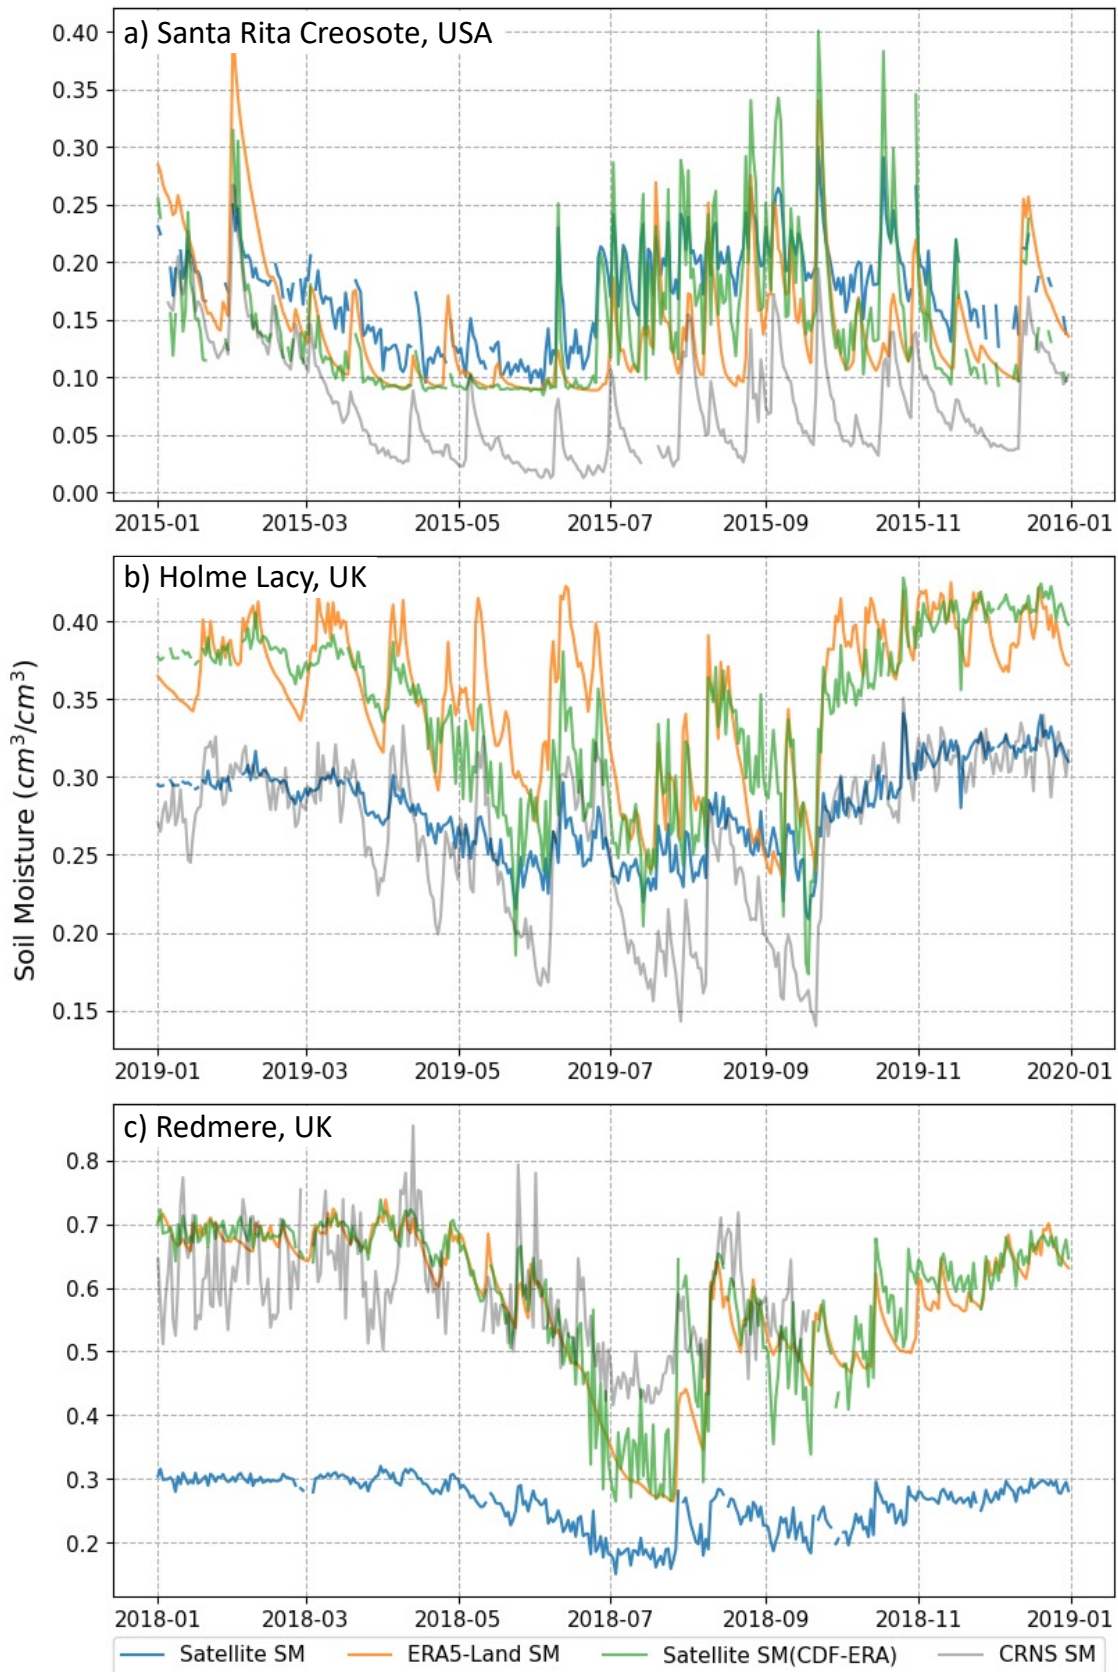 a) Santa Rita Creosote, USA
0.40
0.35
0.30
0.25
0.20
0.15
0.10
0.05
0.00
2015-01 2015-03 2015-05 2015-07 2015-09 2015-11 2016-01
Soil Moisture (cm³/cm³)
b) Holme Lacy, UK
0.40
0.35
0.30
0.25
0.20
0.15
2019-01 2019-03 2019-05 2019-07 2019-09 2019-11 2020-01
c) Redmere, UK
0.8
0.7
0.6
0.5
0.4
0.3
0.2
2018-01 2018-03 2018-05 2018-07 2018-09 2018-11 2019-01
Satellite SM ERA5-Land SM Satellite SM(CDF-ERA) CRNS SM